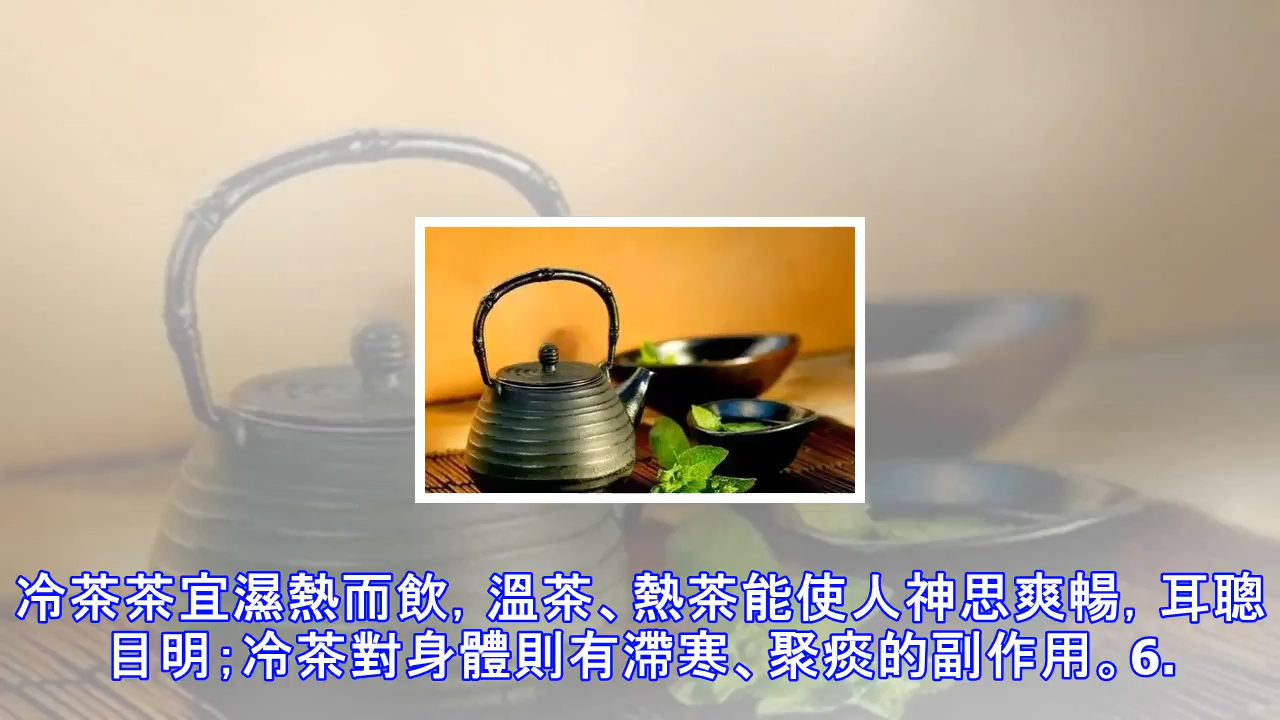 冷茶茶宜濕熱而飲, 溫茶、熱茶能使人神思爽暢, 耳聰
目明;冷茶對身體則有滯寒、聚痰的副作用。6.